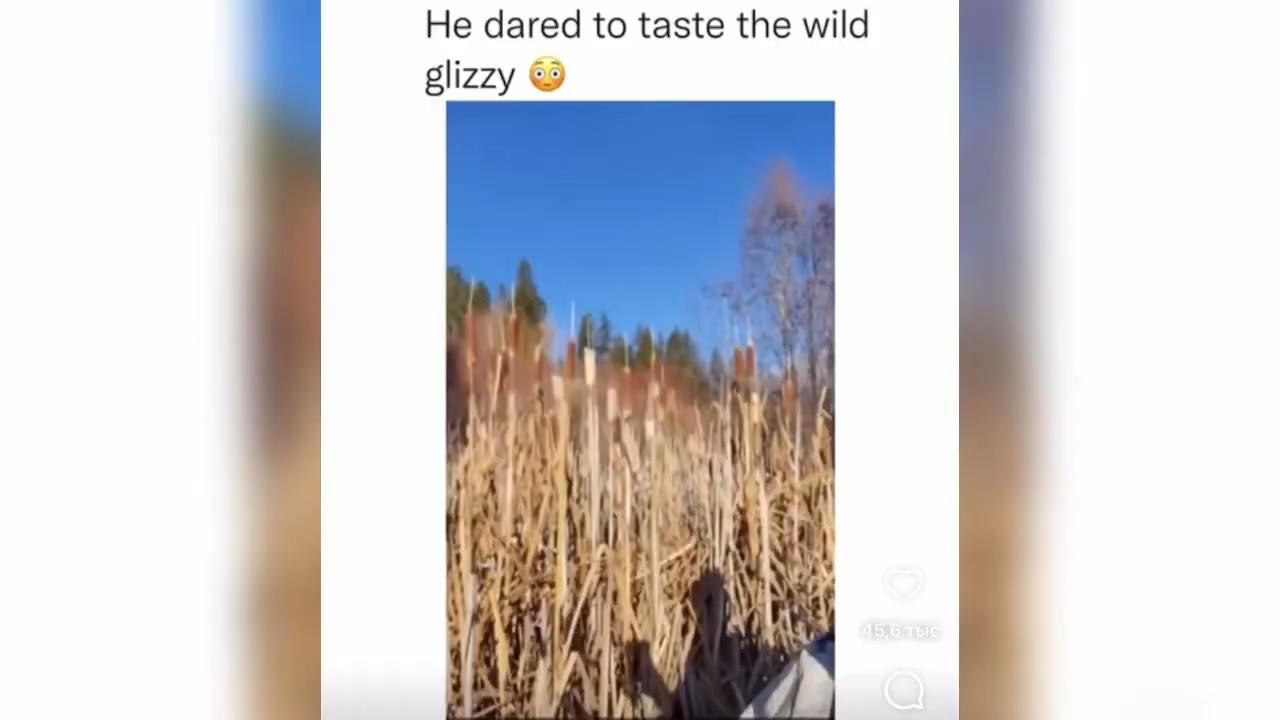 He dared to taste the wild
glizzy 😳
45,6 тыс